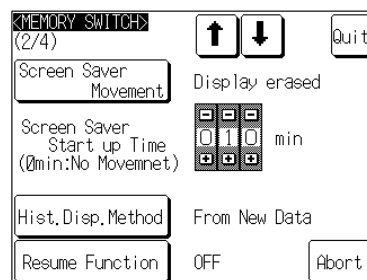 <MEMORY SWITCH>
(2/4)
Quit
Screen Saver
Movement
Display erased
Screen Saver
Start up Time
(0min:No Movemnet)
010 min
Hist.Disp.Method
From New Data
Resume Function
OFF
Abort